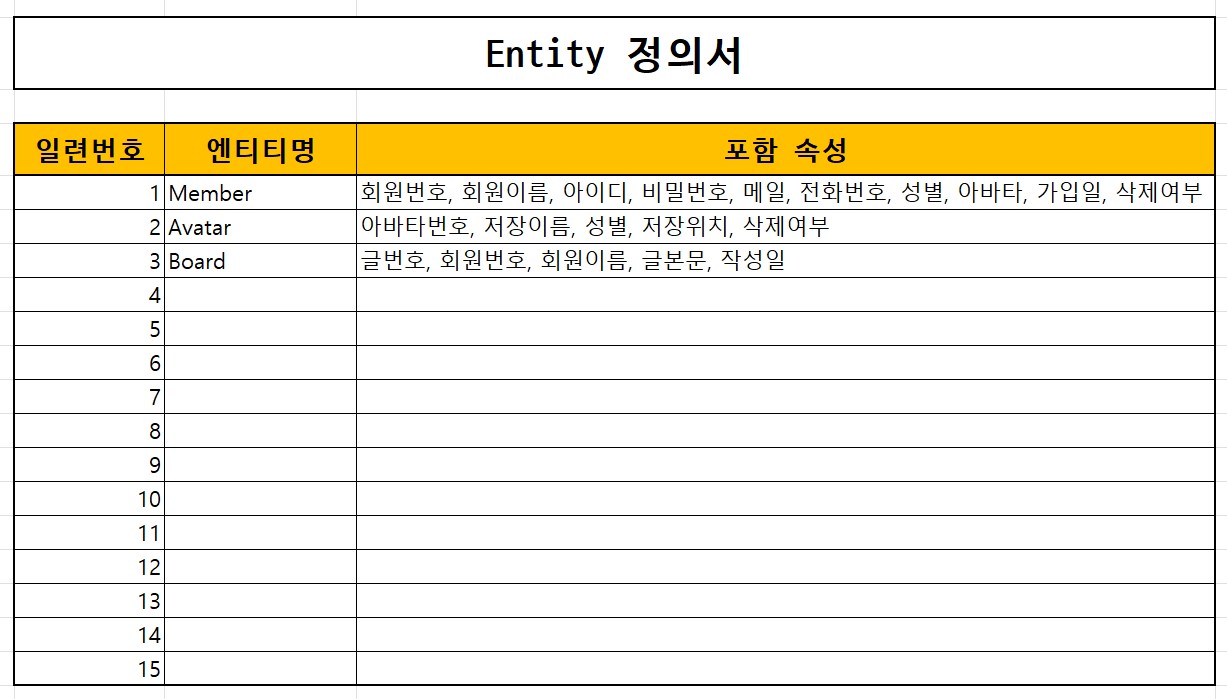 Entity 정의서
일련번호 엔티티명 포함 속성
1 Member 회원번호, 회원이름, 아이디, 비밀번호, 메일, 전화번호, 성별, 아바타, 가입일, 삭제여부
2 Avatar 아바타번호, 저장이름, 성별, 저장위치, 삭제여부
3 Board 글번호, 회원번호, 회원이름, 글본문, 작성일
4
5
6
7
8
9
10
11
12
13
14
15